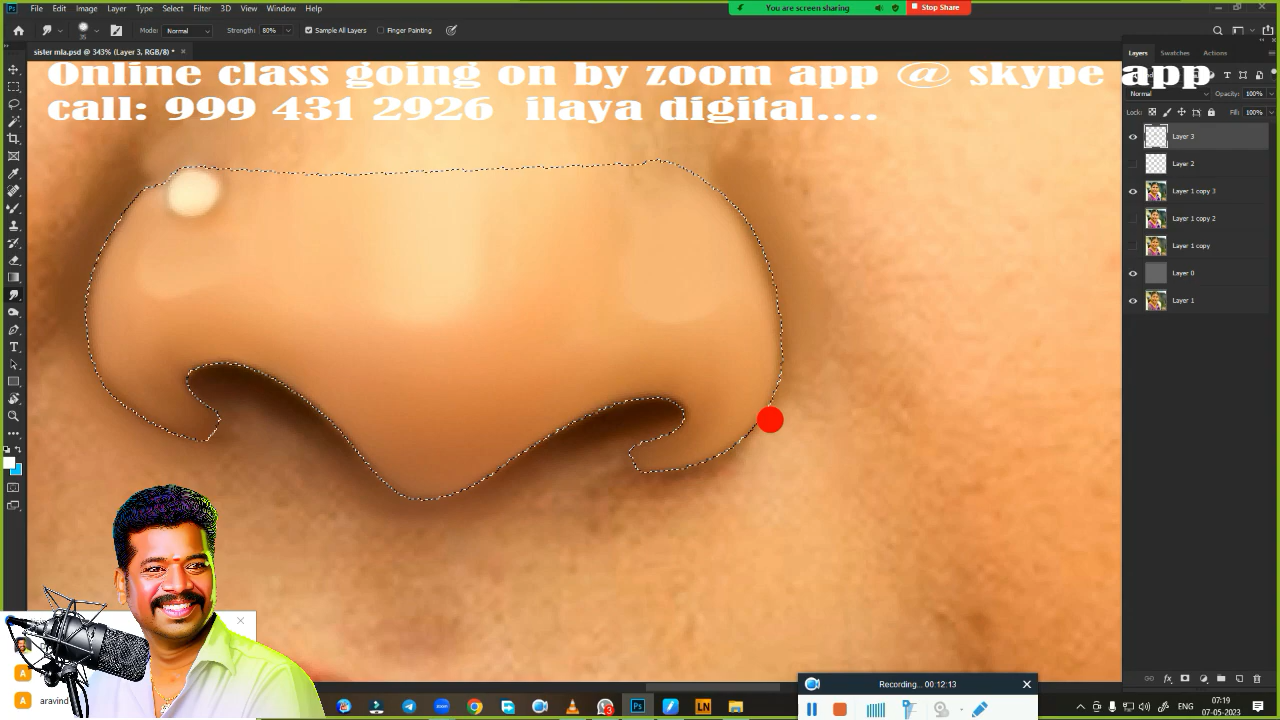 File Edit Image Layer Type Select Filter 3D View Window Help
You are screen sharing Stop Share
Mode: Normal Strength: 80% Sample All Layers Finger Painting
sister mla.psd @ 343% (Layer 3, RGB/8) *
Layers Swatches Actions
Online class going on by zoom app @ skype app
call: 999 431 2926 ilaya digital....
Normal Opacity: 100%
Lock: Fill: 100%
Layer 3
Layer 2
Layer 1 copy 3
Layer 1 copy 2
Layer 1 copy
Layer 0
Layer 1
A
A aravind
Recording... 00:12:13
zoom Ps LN
ENG 07:19
07-05-2023